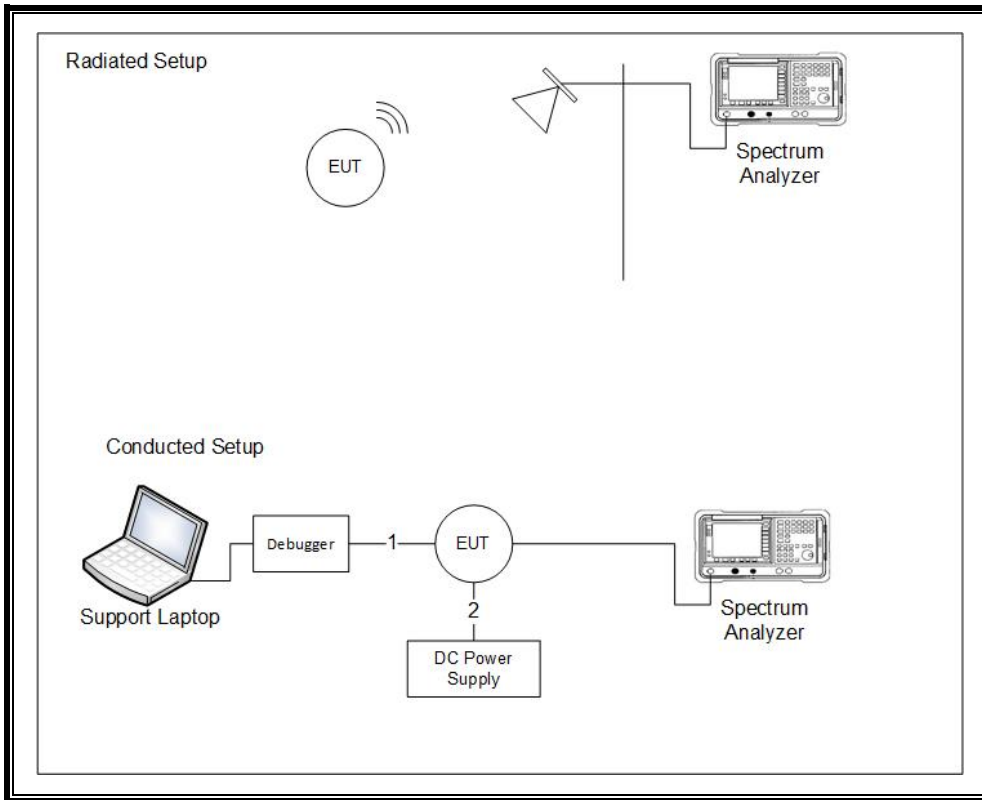 Radiated Setup
EUT
Spectrum
Analyzer
Conducted Setup
Support Laptop
Debugger
1
EUT
2
DC Power
Supply
Spectrum
Analyzer